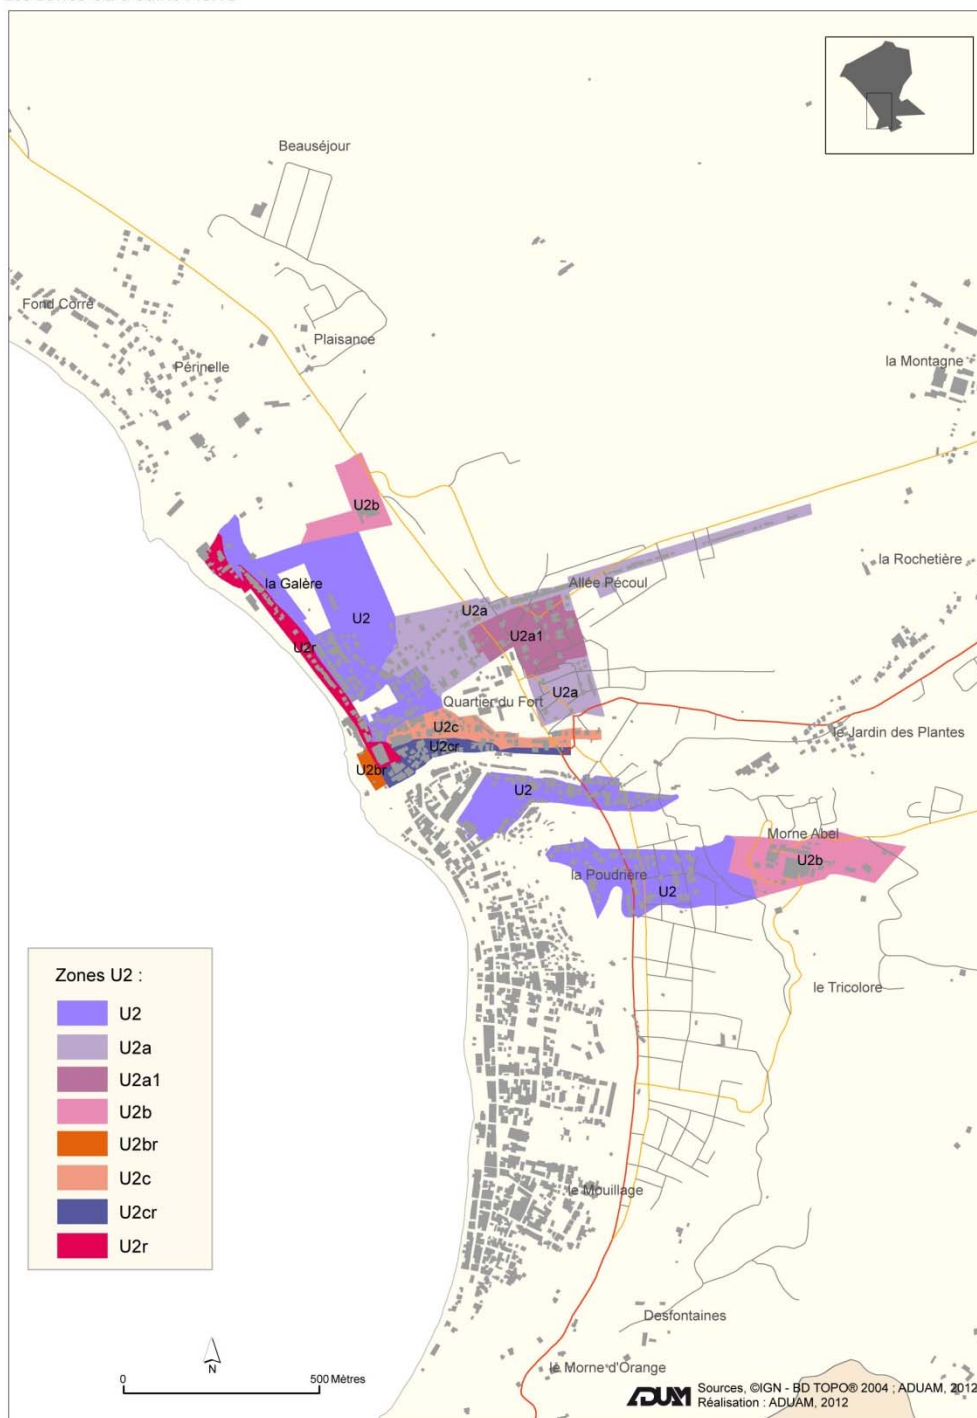 Beauséjour
Fond Corré
Plaisance
Périnelle
la Montagne
U2b
la Rochetière
la Galère
Allée Pécoul
U2a
U2
U2a1
U2r
U2a
Quartier du Fort
U2c
le Jardin des Plantes
U2cr
U2br
U2
Morne Abel
U2b
la Poudrière
U2
le Tricolore
Zones U2 :
U2
U2a
U2a1
U2b
U2br
U2c
U2cr
U2r
le Mouillage
Desfontaines
le Morne d'Orange
N
0 500 Mètres
ADUAM
Sources, ©IGN - BD TOPO® 2004 ; ADUAM, 2012
Réalisation : ADUAM, 2012